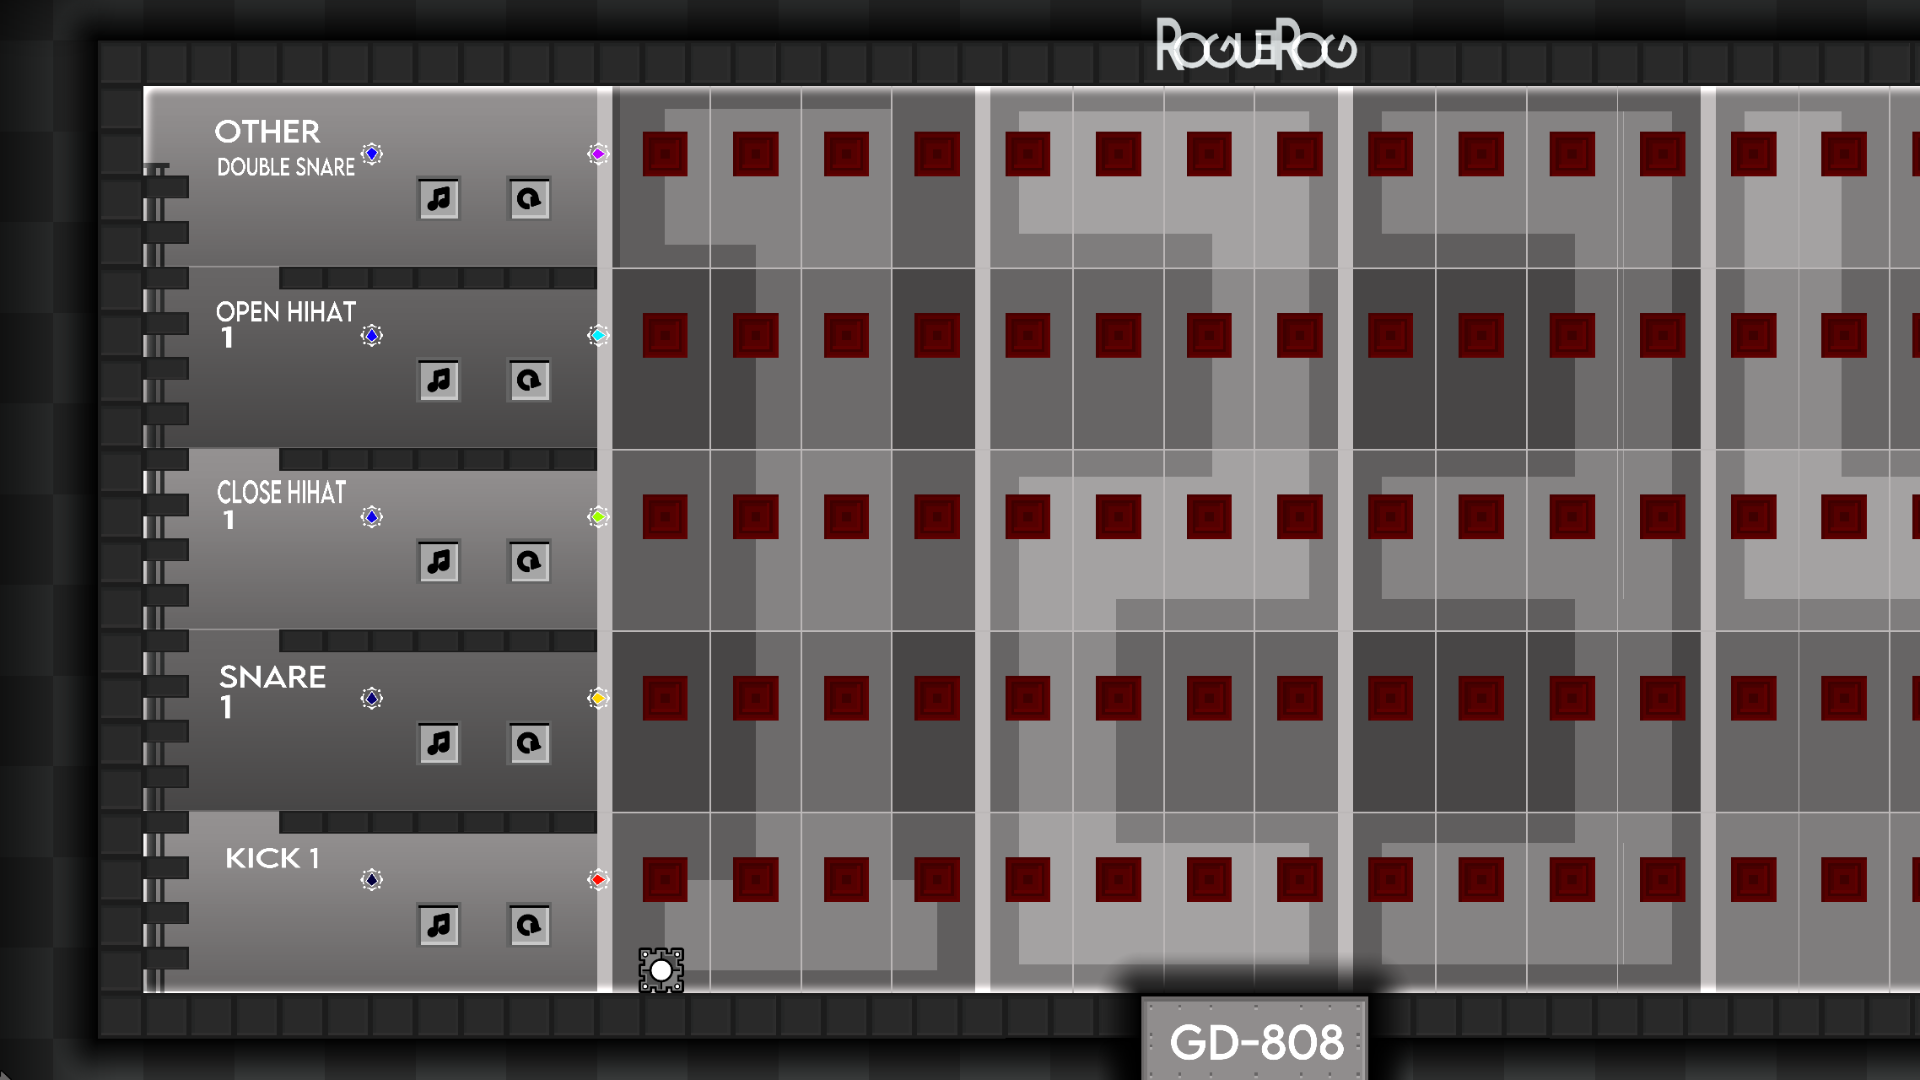 ROGUEROG
OTHER
DOUBLE SNARE
OPEN HIHAT
1
CLOSE HIHAT
1
SNARE
1
KICK 1
GD-808